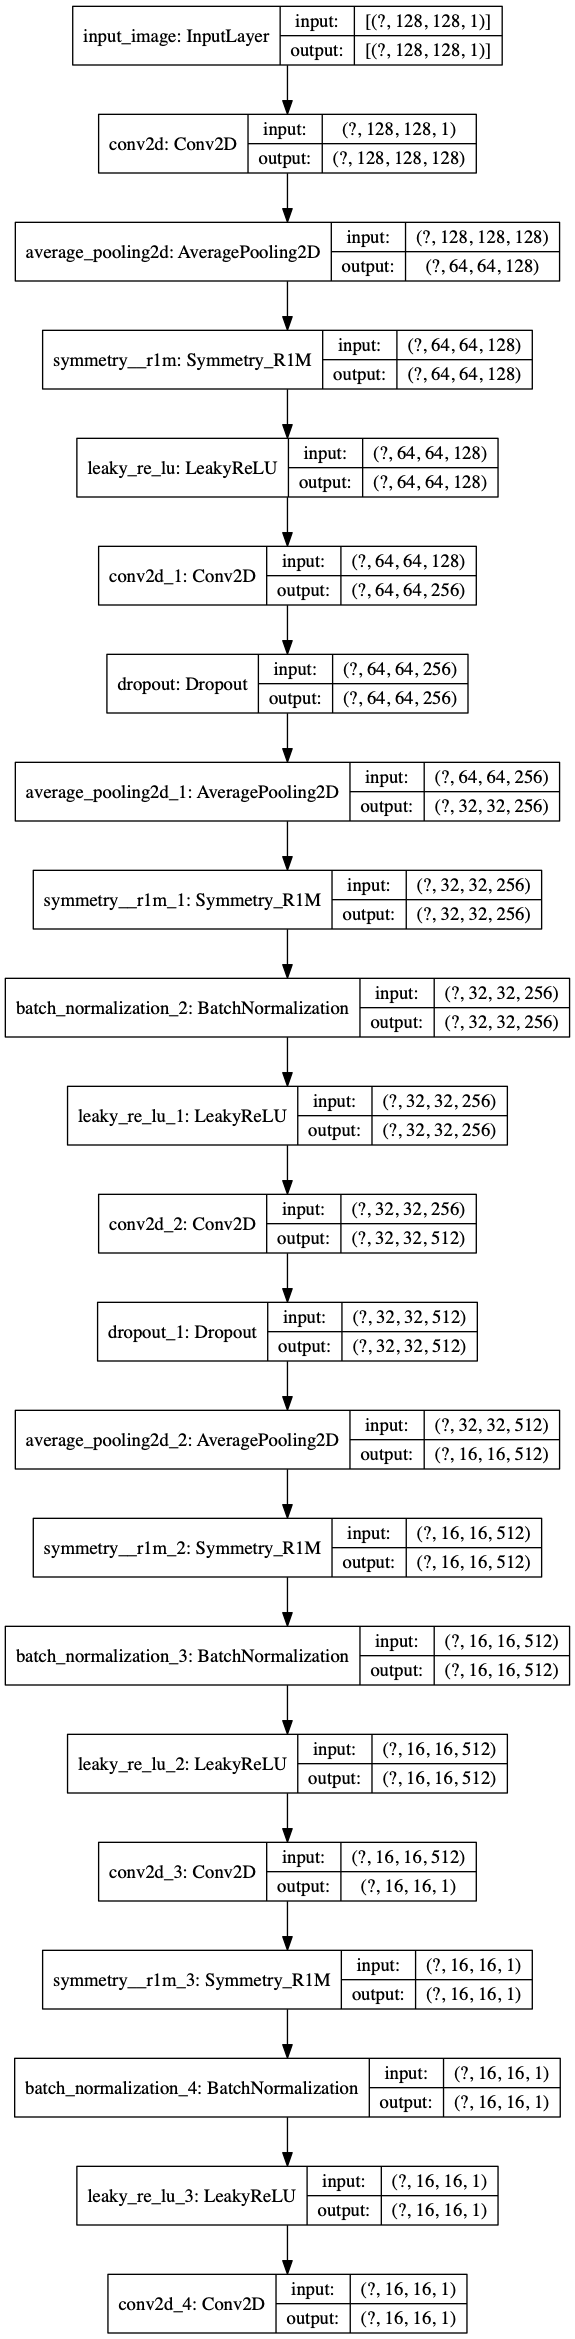 input_image: InputLayer
input: [(?, 128, 128, 1)]
output: [(?, 128, 128, 1)]
conv2d: Conv2D
input: (?, 128, 128, 1)
output: (?, 128, 128, 128)
average_pooling2d: AveragePooling2D
input: (?, 128, 128, 128)
output: (?, 64, 64, 128)
symmetry__r1m: Symmetry_R1M
input: (?, 64, 64, 128)
output: (?, 64, 64, 128)
leaky_re_lu: LeakyReLU
input: (?, 64, 64, 128)
output: (?, 64, 64, 128)
conv2d_1: Conv2D
input: (?, 64, 64, 128)
output: (?, 64, 64, 256)
dropout: Dropout
input: (?, 64, 64, 256)
output: (?, 64, 64, 256)
average_pooling2d_1: AveragePooling2D
input: (?, 64, 64, 256)
output: (?, 32, 32, 256)
symmetry__r1m_1: Symmetry_R1M
input: (?, 32, 32, 256)
output: (?, 32, 32, 256)
batch_normalization_2: BatchNormalization
input: (?, 32, 32, 256)
output: (?, 32, 32, 256)
leaky_re_lu_1: LeakyReLU
input: (?, 32, 32, 256)
output: (?, 32, 32, 256)
conv2d_2: Conv2D
input: (?, 32, 32, 256)
output: (?, 32, 32, 512)
dropout_1: Dropout
input: (?, 32, 32, 512)
output: (?, 32, 32, 512)
average_pooling2d_2: AveragePooling2D
input: (?, 32, 32, 512)
output: (?, 16, 16, 512)
symmetry__r1m_2: Symmetry_R1M
input: (?, 16, 16, 512)
output: (?, 16, 16, 512)
batch_normalization_3: BatchNormalization
input: (?, 16, 16, 512)
output: (?, 16, 16, 512)
leaky_re_lu_2: LeakyReLU
input: (?, 16, 16, 512)
output: (?, 16, 16, 512)
conv2d_3: Conv2D
input: (?, 16, 16, 512)
output: (?, 16, 16, 1)
symmetry__r1m_3: Symmetry_R1M
input: (?, 16, 16, 1)
output: (?, 16, 16, 1)
batch_normalization_4: BatchNormalization
input: (?, 16, 16, 1)
output: (?, 16, 16, 1)
leaky_re_lu_3: LeakyReLU
input: (?, 16, 16, 1)
output: (?, 16, 16, 1)
conv2d_4: Conv2D
input: (?, 16, 16, 1)
output: (?, 16, 16, 1)